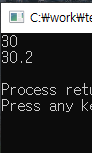 C:₩work₩te
30
30.2
Process retu
Press any ke